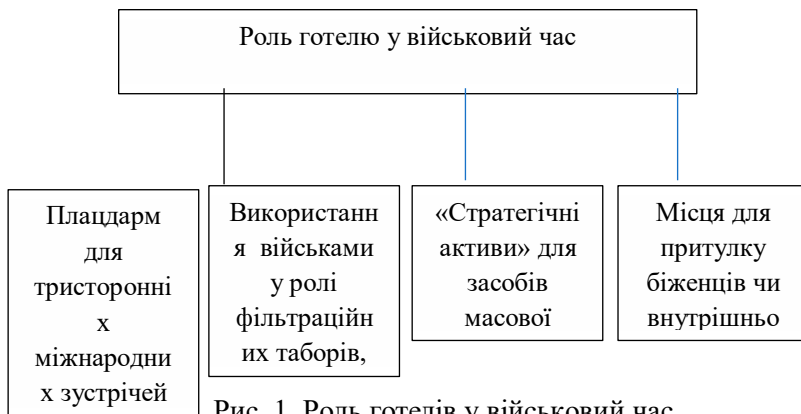 Роль готелю у військовий час
Плацдарм
для
тристоронні
х
міжнародни
х зустрічей
Використанн
я військами
у ролі
фільтраційн
их таборів,
«Стратегічні
активи» для
засобів
масової
Місця для
притулку
біженців чи
внутрішньо
Рис. 1. Роль готелів у військовий час